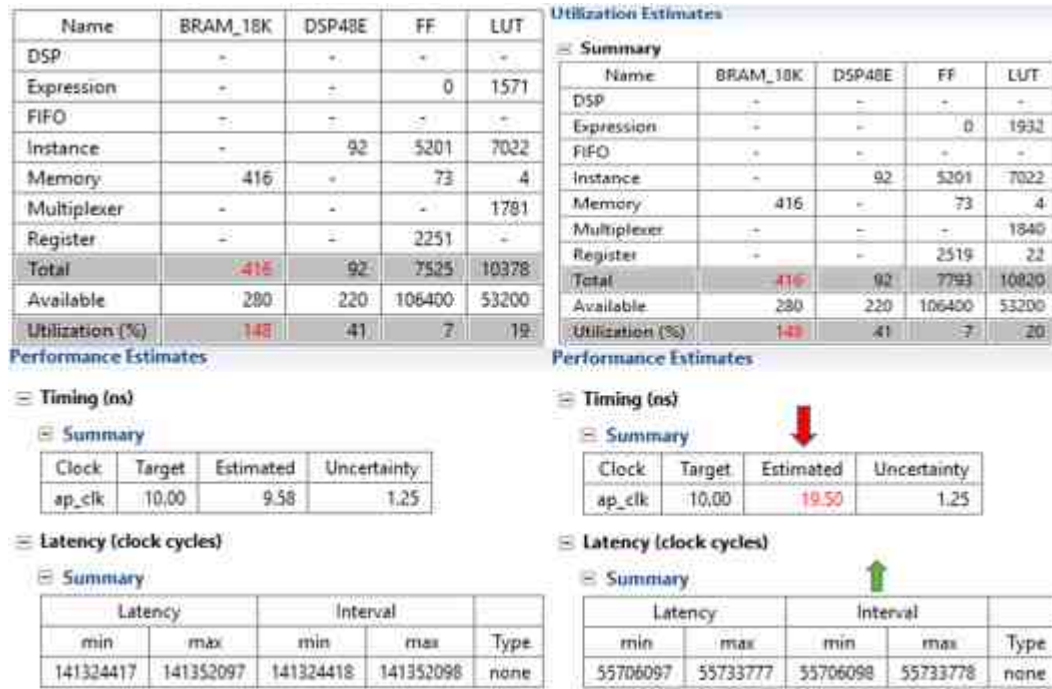 Name BRAM_18K DSP48E FF LUT
DSP - - - -
Expression - - 0 1571
FIFO - - - -
Instance - 92 5201 7022
Memory 416 - 73 4
Multiplexer - - - 1781
Register - - 2251 -
Total 416 92 7525 10378
Available 280 220 106400 53200
Utilization (%) 148 41 7 19
Performance Estimates
Timing (ns)
Summary
Clock Target Estimated Uncertainty
ap_clk 10.00 9.58 1.25
Latency (clock cycles)
Summary
Latency Interval
min max min max Type
141324417 141352097 141324418 141352098 none
Utilization Estimates
Summary
Name BRAM_18K DSP48E FF LUT
DSP - - - -
Expression - - 0 1932
FIFO - - - -
Instance - 92 5201 7022
Memory 416 - 73 4
Multiplexer - - - 1840
Register - - 2519 22
Total 416 92 7793 10820
Available 280 220 106400 53200
Utilization (%) 148 41 7 20
Performance Estimates
Timing (ns)
Summary
Clock Target Estimated Uncertainty
ap_clk 10.00 19.50 1.25
Latency (clock cycles)
Summary
Latency Interval
min max min max Type
55706097 55733777 55706098 55733778 none